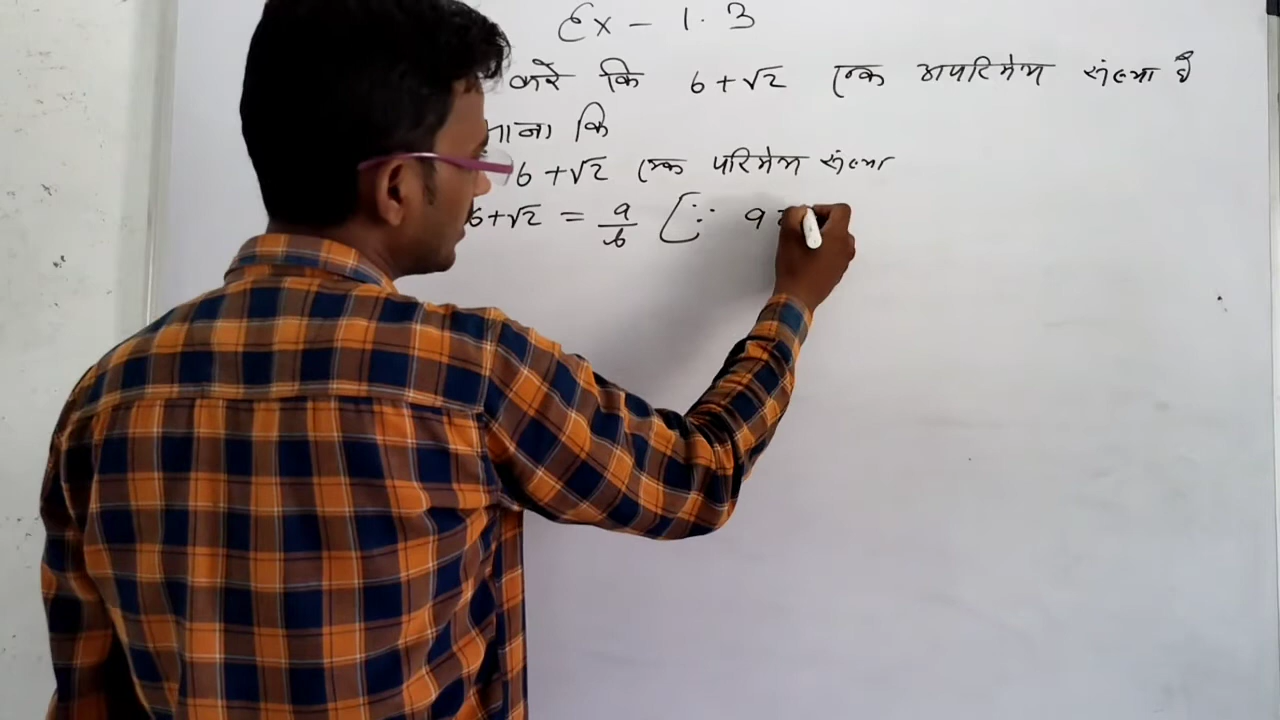 Ex - 1.3
करे कि 6+√2 एक अपरिमेय संख्या है
माना कि
6+√2 एक परिमेय संख्या
6+√2 = a/b [∵ a